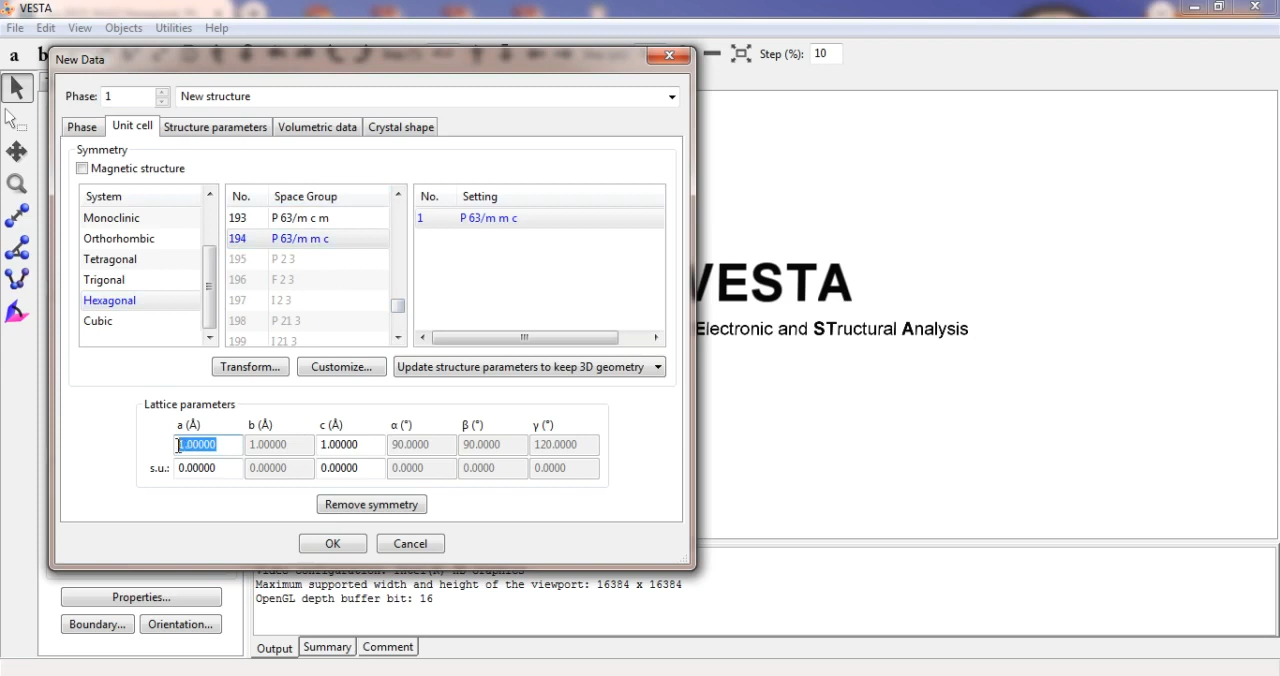 VESTA
File Edit View Objects Utilities Help
a b Step (%): 10
New Data
Phase: 1 New structure
Phase Unit cell Structure parameters Volumetric data Crystal shape
Symmetry
Magnetic structure
System No. Space Group No. Setting
Monoclinic 193 P 63/m c m 1 P 63/m m c
Orthorhombic 194 P 63/m m c
Tetragonal 195 P 2 3
Trigonal 196 F 2 3
Hexagonal 197 I 2 3
Cubic 198 P 21 3
199 I 21 3
Transform... Customize... Update structure parameters to keep 3D geometry
Lattice parameters
a (Å) b (Å) c (Å) α (°) β (°) γ (°)
1.00000 1.00000 1.00000 90.0000 90.0000 120.0000
s.u.: 0.00000 0.00000 0.00000 0.0000 0.0000 0.0000
Remove symmetry
OK Cancel
VESTA
Electronic and STructural Analysis
Maximum supported width and height of the viewport: 16384 x 16384
OpenGL depth buffer bit: 16
Properties...
Boundary... Orientation...
Output Summary Comment